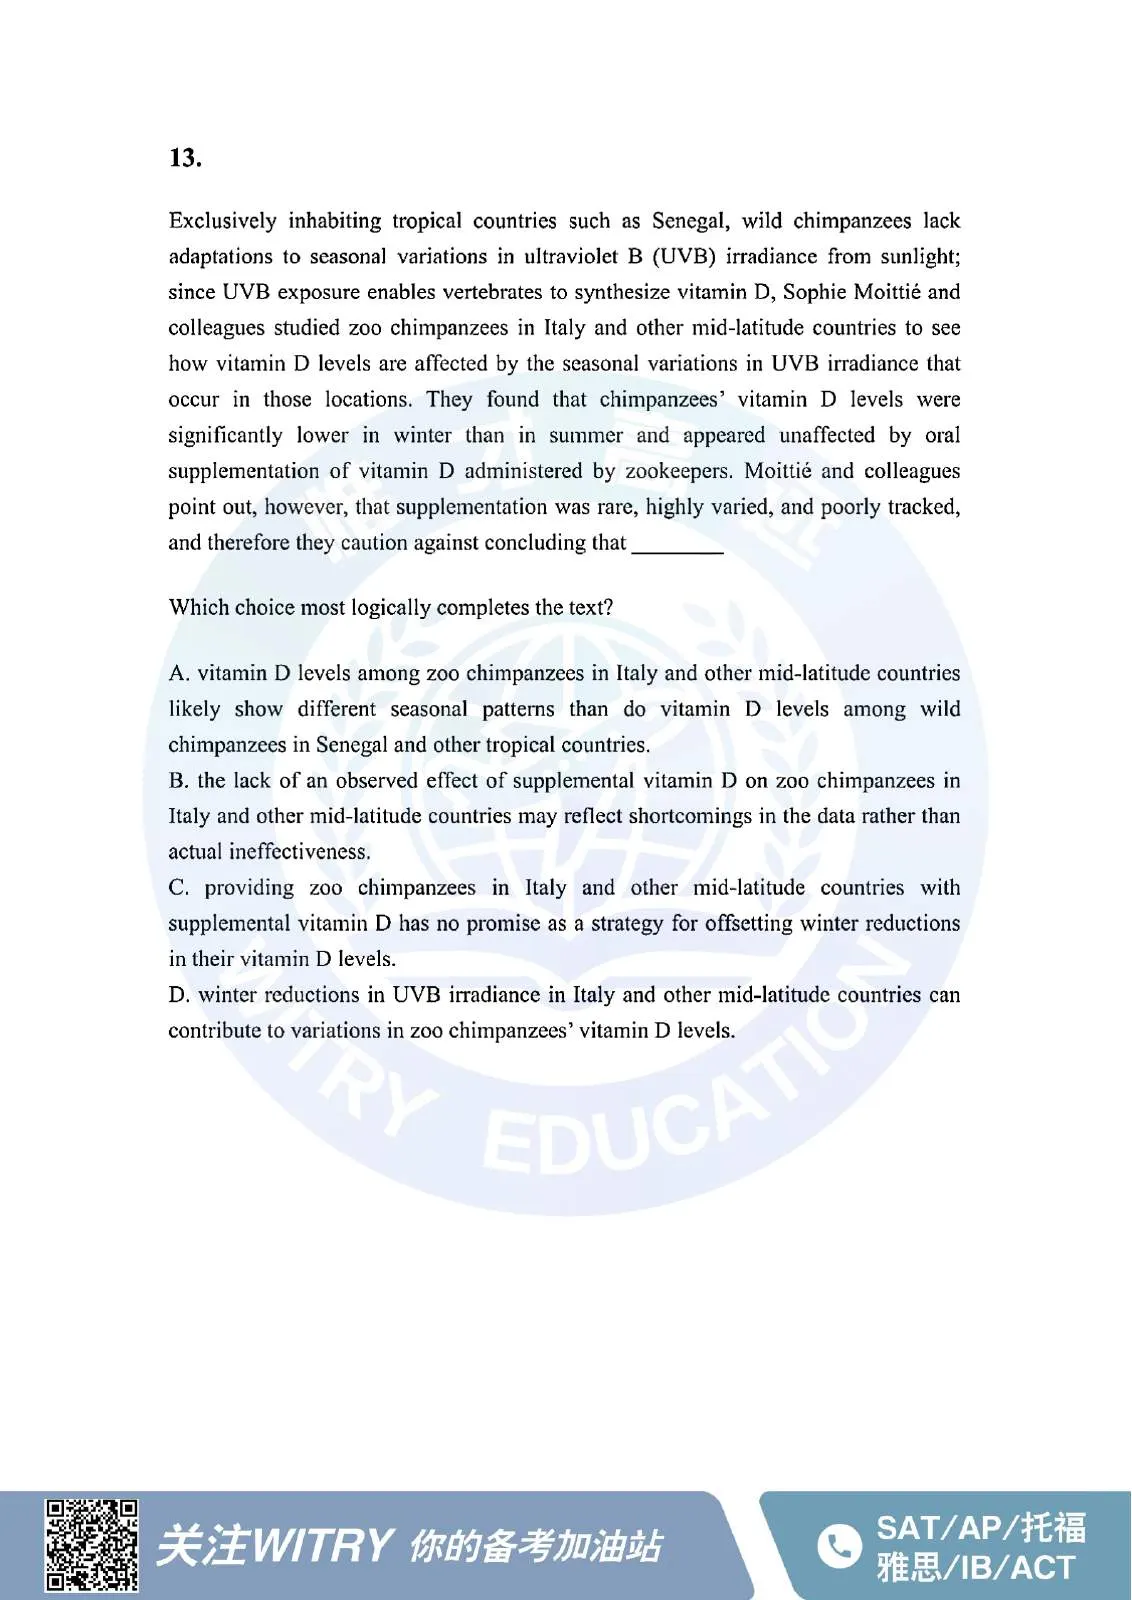 13.
Exclusively inhabiting tropical countries such as Senegal, wild chimpanzees lack
adaptations to seasonal variations in ultraviolet B (UVB) irradiance from sunlight;
since UVB exposure enables vertebrates to synthesize vitamin D, Sophie Moittié and
colleagues studied zoo chimpanzees in Italy and other mid-latitude countries to see
how vitamin D levels are affected by the seasonal variations in UVB irradiance that
occur in those locations. They found that chimpanzees’ vitamin D levels were
significantly lower in winter than in summer and appeared unaffected by oral
supplementation of vitamin D administered by zookeepers. Moittié and colleagues
point out, however, that supplementation was rare, highly varied, and poorly tracked,
and therefore they caution against concluding that ________
Which choice most logically completes the text?
A. vitamin D levels among zoo chimpanzees in Italy and other mid-latitude countries
likely show different seasonal patterns than do vitamin D levels among wild
chimpanzees in Senegal and other tropical countries.
B. the lack of an observed effect of supplemental vitamin D on zoo chimpanzees in
Italy and other mid-latitude countries may reflect shortcomings in the data rather than
actual ineffectiveness.
C. providing zoo chimpanzees in Italy and other mid-latitude countries with
supplemental vitamin D has no promise as a strategy for offsetting winter reductions
in their vitamin D levels.
D. winter reductions in UVB irradiance in Italy and other mid-latitude countries can
contribute to variations in zoo chimpanzees’ vitamin D levels.
WITRY EDUCATION
关注WITRY 你的备考加油站
SAT/AP/托福
雅思/IB/ACT